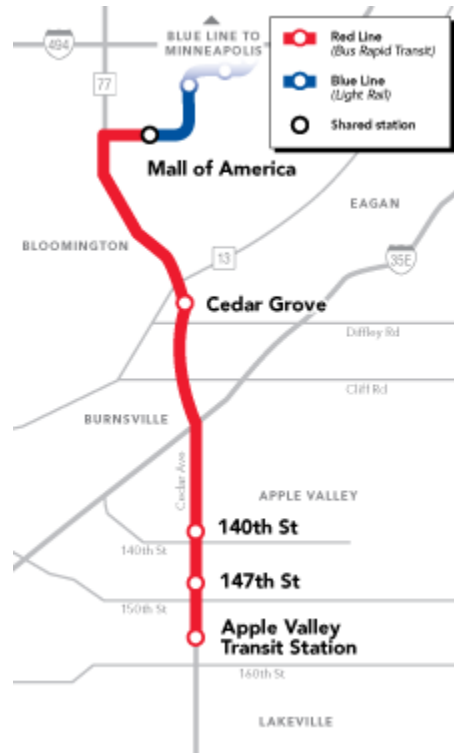 BLUE LINE TO
MINNEAPOLIS
494
77
Red Line
(Bus Rapid Transit)
Blue Line
(Light Rail)
Shared station
Mall of America
EAGAN
BLOOMINGTON
13
35E
Cedar Grove
Diffley Rd
Cliff Rd
BURNSVILLE
Cedar Ave
APPLE VALLEY
140th St
140th St
147th St
150th St
Apple Valley
Transit Station
160th St
LAKEVILLE